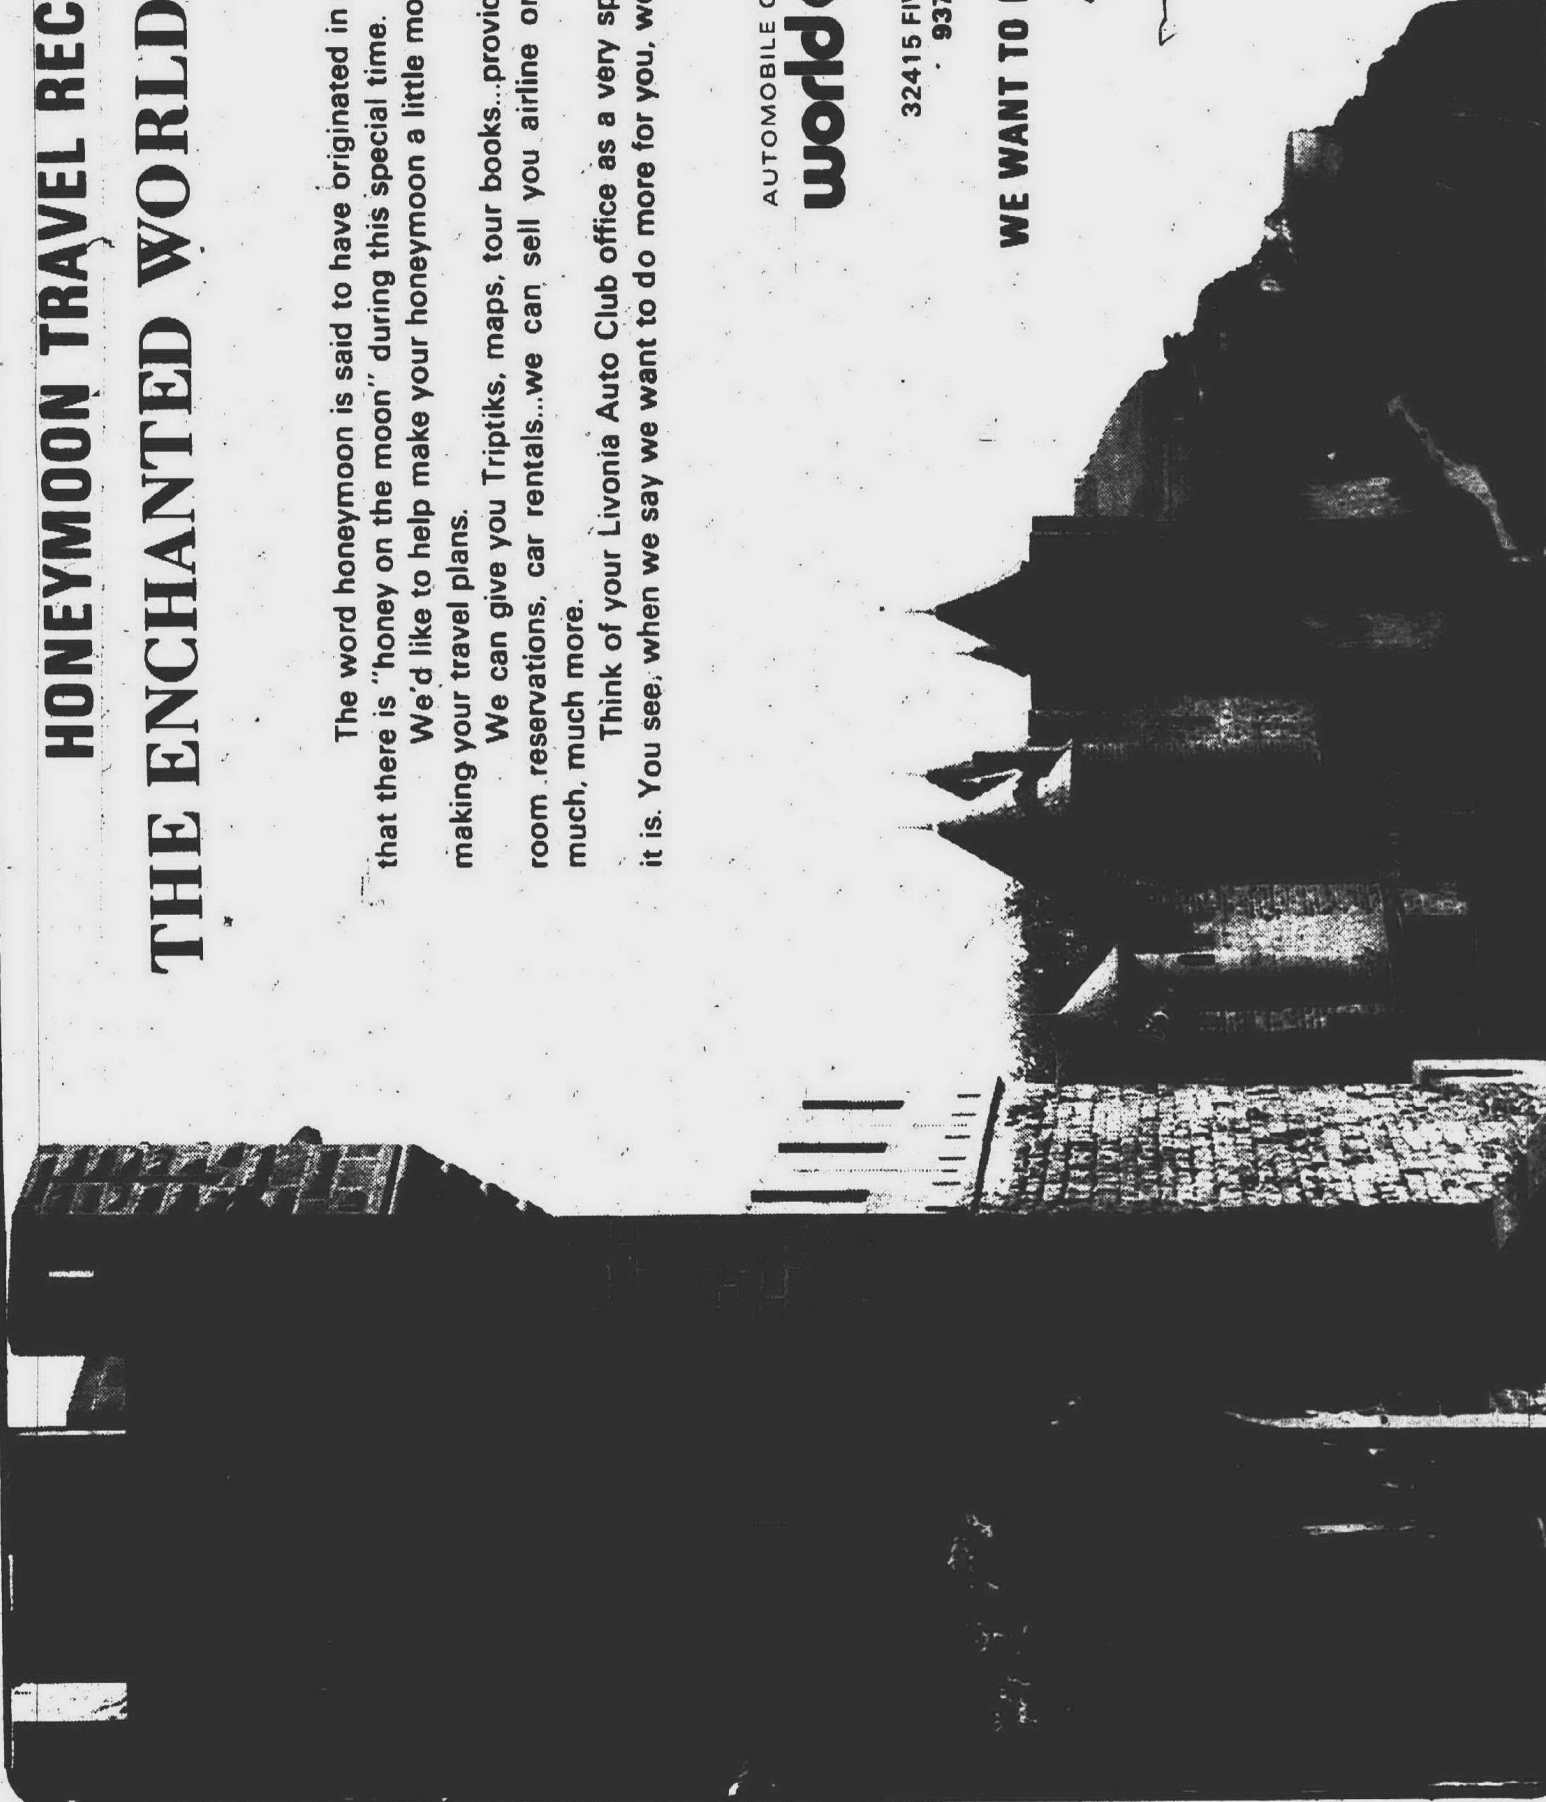 HONEYMOON TRAVEL REC
THE ENCHANTED WORLD
The word honeymoon is said to have originated in
that there is "honey on the moon" during this special time.
We'd like to help make your honeymoon a little mo
making your travel plans.
We can give you Triptiks, maps, tour books...provid
room reservations, car rentals...we can sell you airline or
much, much more.
Think of your Livonia Auto Club office as a very sp
it is. You see, when we say we want to do more for you, we
AUTOMOBILE C
world
32415 FIV
937
WE WANT TO